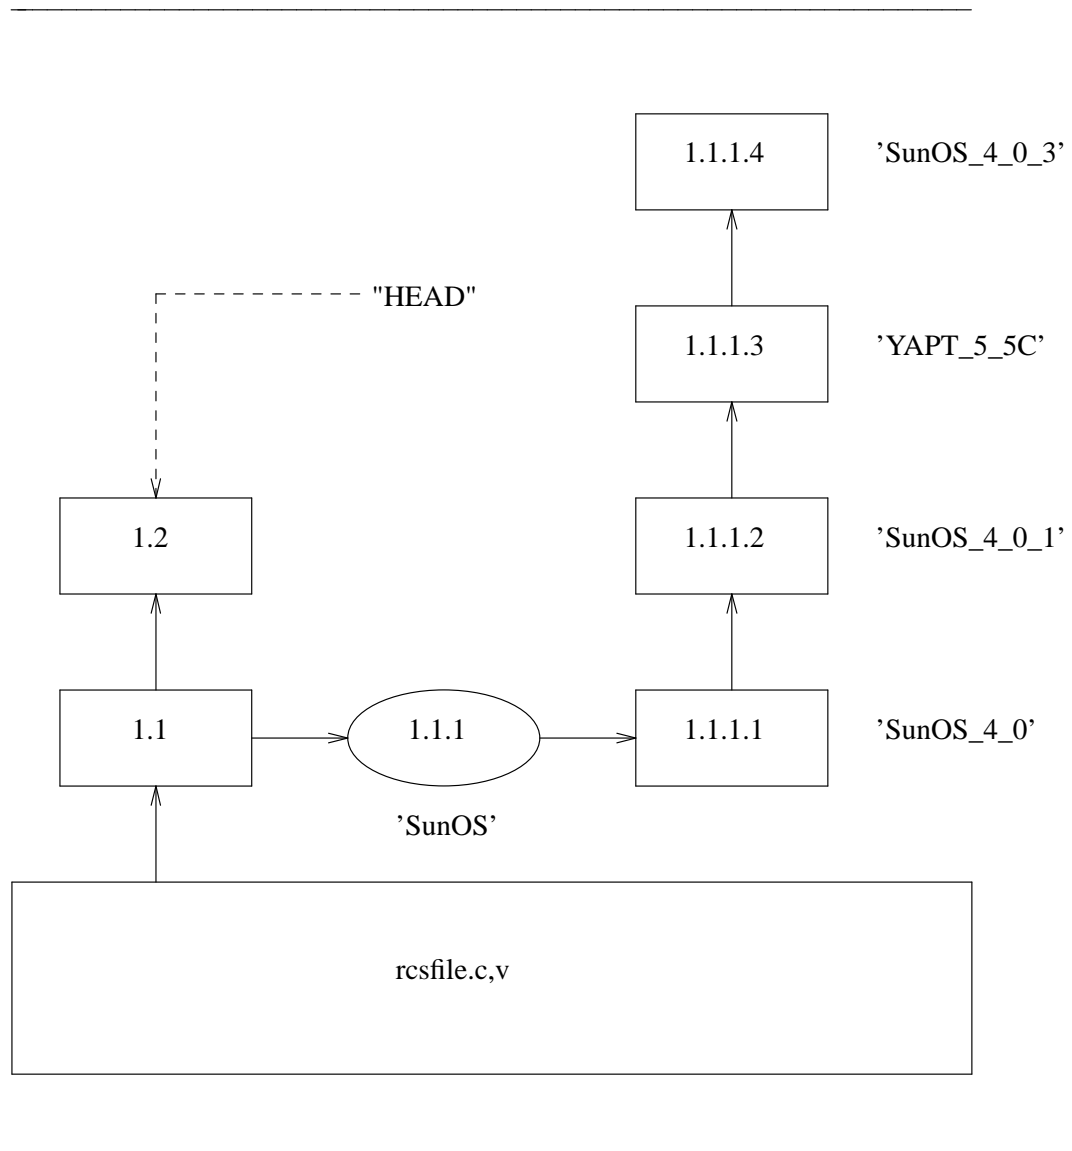 1.1.1.4 ’SunOS_4_0_3’
"HEAD"
1.1.1.3 ’YAPT_5_5C’
1.2 1.1.1.2 ’SunOS_4_0_1’
1.1 1.1.1 1.1.1.1 ’SunOS_4_0’
’SunOS’
rcsfile.c,v